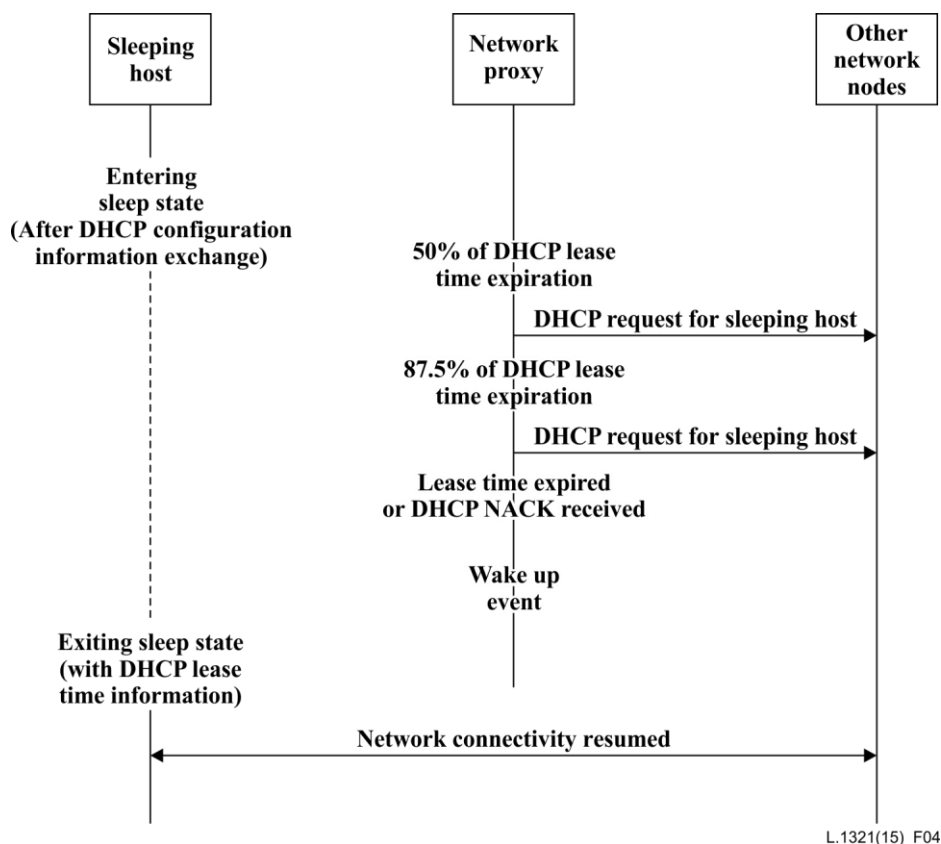 Sleeping
host
Network
proxy
Other
network
nodes
Entering
sleep state
(After DHCP configuration
information exchange)
50% of DHCP lease
time expiration
DHCP request for sleeping host
87.5% of DHCP lease
time expiration
DHCP request for sleeping host
Lease time expired
or DHCP NACK received
Wake up
event
Exiting sleep state
(with DHCP lease
time information)
Network connectivity resumed
L.1321(15)_F04